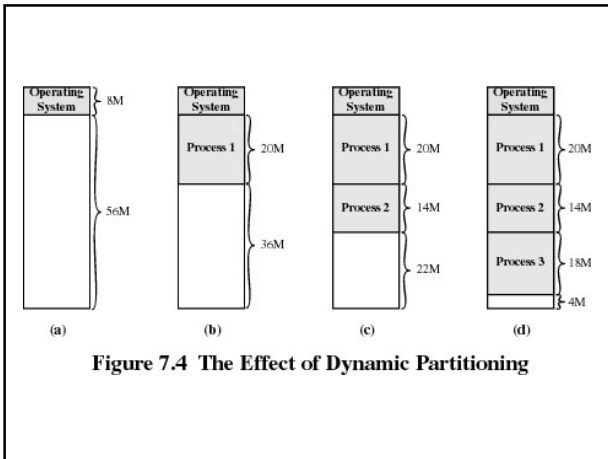 Operating
System
8M
56M
(a)
Operating
System
Process 1
20M
36M
(b)
Operating
System
Process 1
20M
Process 2
14M
22M
(c)
Operating
System
Process 1
20M
Process 2
14M
Process 3
18M
4M
(d)
Figure 7.4 The Effect of Dynamic Partitioning